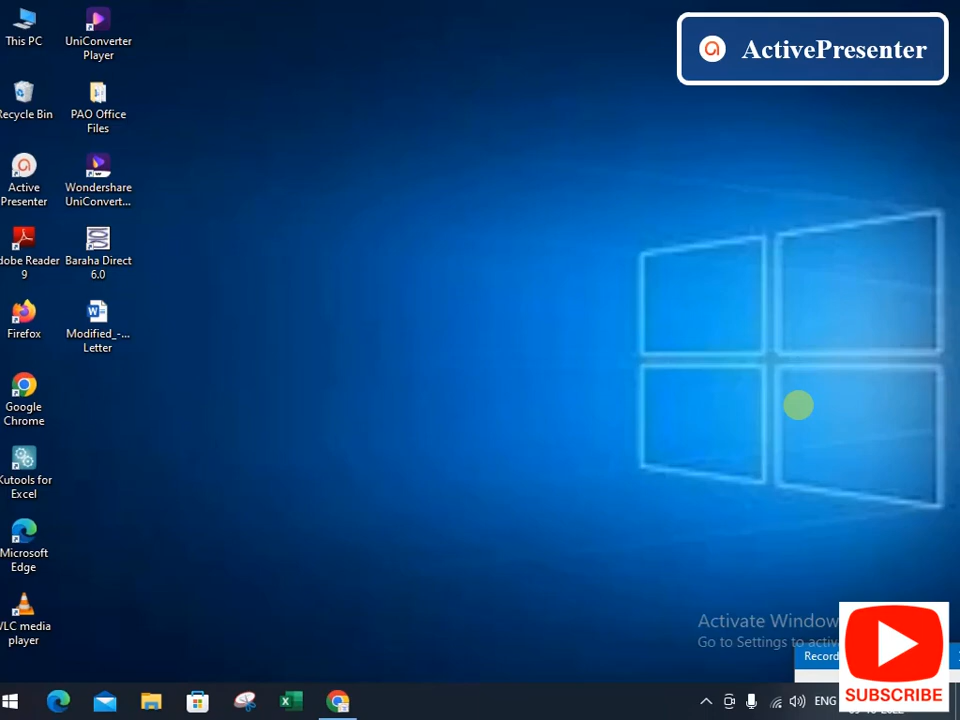 This PC
UniConverter
Player
ActivePresenter
Recycle Bin
PAO Office
Files
Active
Presenter
Wondershare
UniConvert...
dobe Reader
9
Baraha Direct
6.0
Firefox
Modified_-...
Letter
Google
Chrome
Kutools for
Excel
Microsoft
Edge
VLC media
player
Activate Window
Go to Settings to activ
Record
SUBSCRIBE
ENG